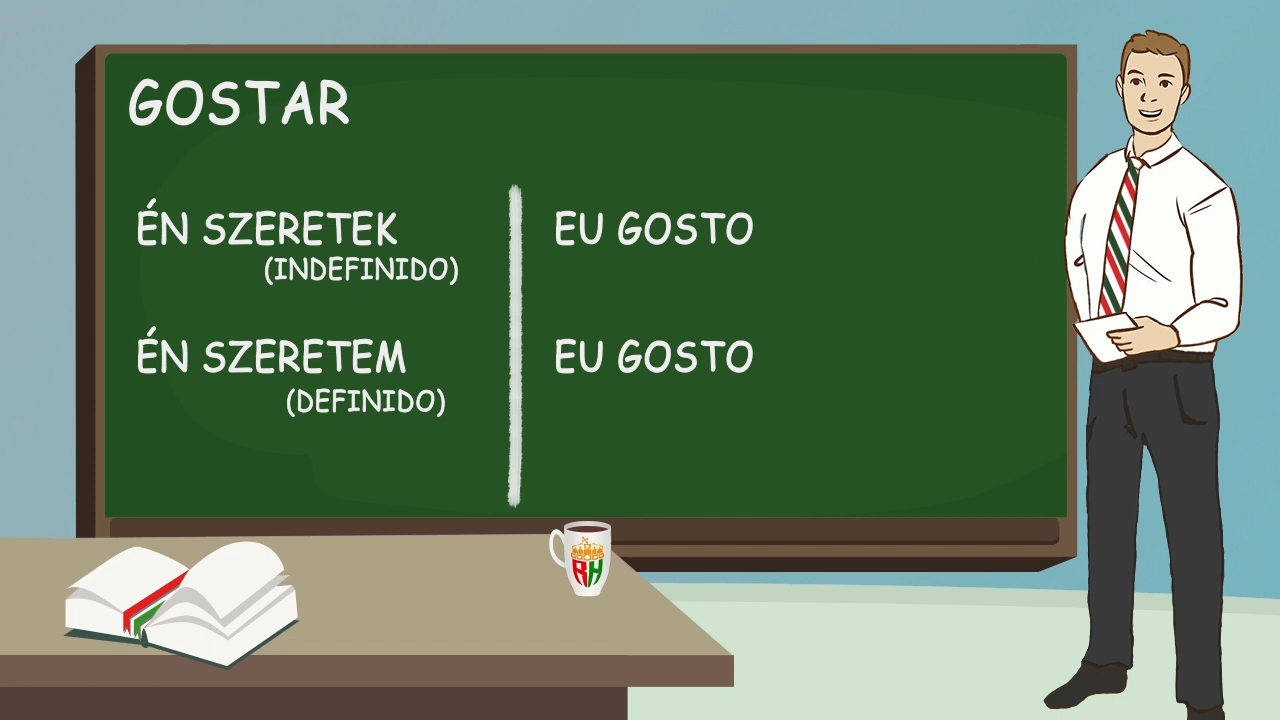 GOSTAR
ÉN SZERETEK
EU GOSTO
(INDEFINIDO)
ÉN SZERETEM
EU GOSTO
(DEFINIDO)
RH